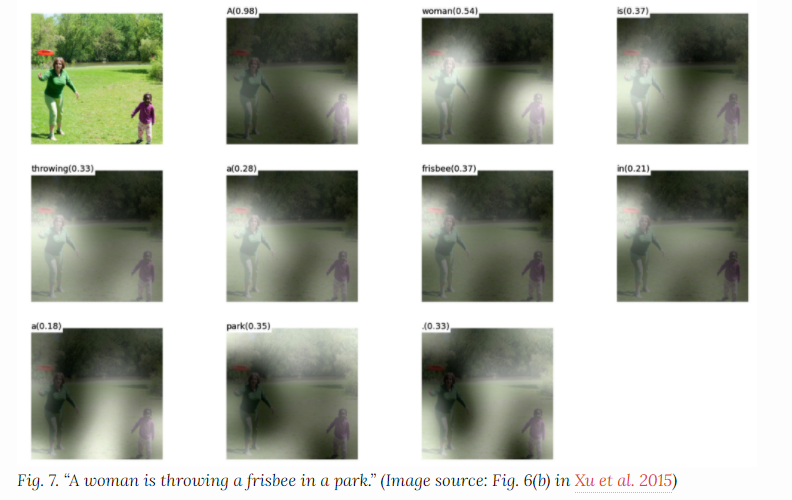 A(0.98) woman(0.54) is(0.37)
throwing(0.33) a(0.28) frisbee(0.37) in(0.21)
a(0.18) park(0.35) .(0.33)
Fig. 7. “A woman is throwing a frisbee in a park.” (Image source: Fig. 6(b) in Xu et al. 2015)